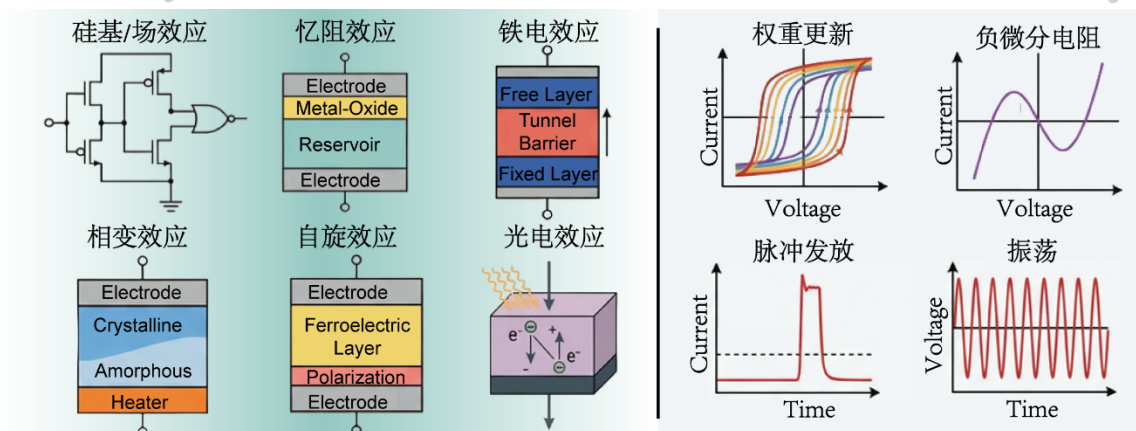 硅基/场效应
忆阻效应
铁电效应
Electrode
Metal-Oxide
Reservoir
Electrode
Free Layer
Tunnel
Barrier
Fixed Layer
相变效应
自旋效应
光电效应
Electrode
Crystalline
Amorphous
Heater
Electrode
Ferroelectric
Layer
Polarization
Electrode
e⁻
+
-
e⁻
权重更新
Current
Voltage
负微分电阻
Current
Voltage
脉冲发放
Current
Time
振荡
Voltage
Time